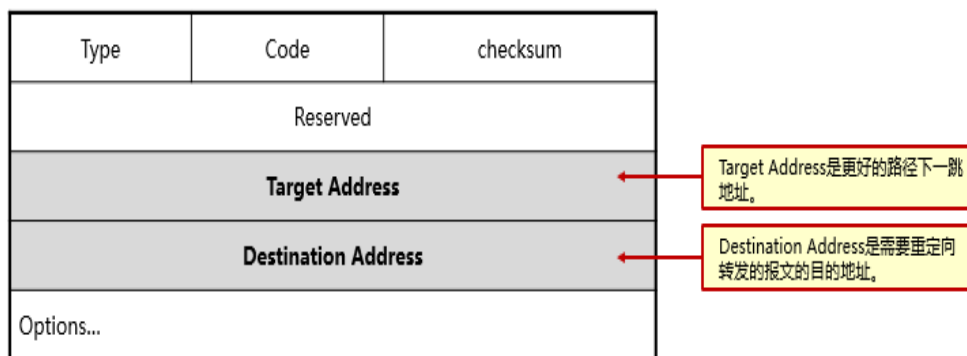 Type Code checksum
Reserved
Target Address
Target Address是更好的路径下一跳
地址。
Destination Address
Destination Address是需要重定向
转发的报文的目的地址。
Options...